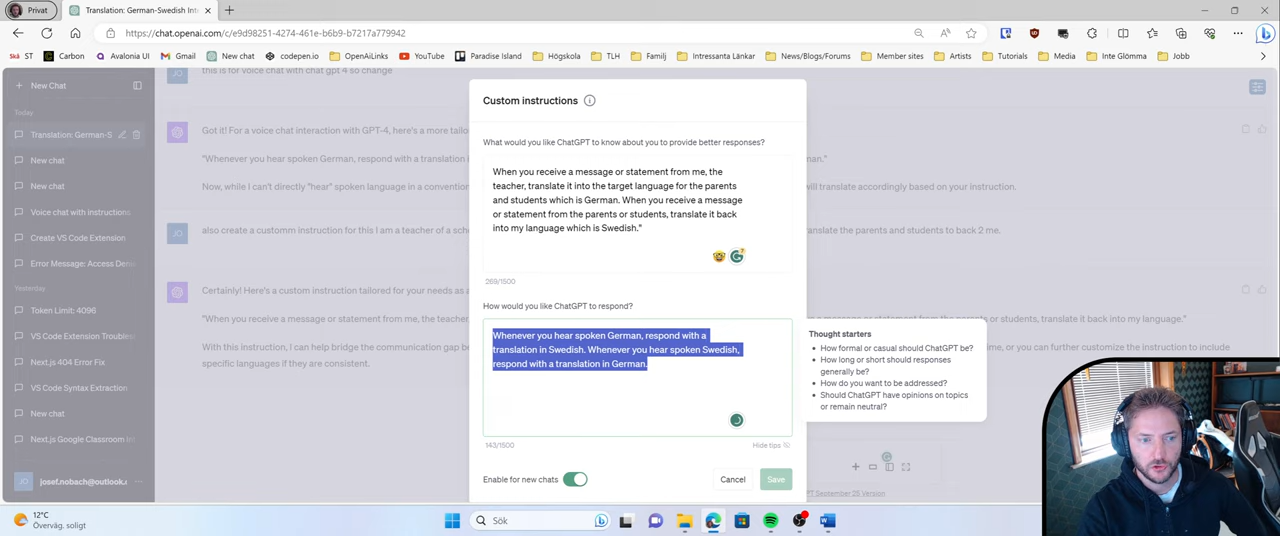 Privat
Translation: German-Swedish Inte
https://chat.openai.com/c/e9d98251-4274-461e-b6b9-b7217a779942
ST
Carbon
Avalonia UI
Gmail
New chat
codepen.io
OpenAiLinks
YouTube
Paradise Island
TLH
Familj
Högskola
Intressanta Länkar
News/Blogs/Forums
Member sites
Artists
Tutorials
Media
Inte Glömma
Jobb
New Chat
Today
Translation: German-S
New chat
New chat
Voice chat with instructions
Create VS Code Extension
Error Message: Access Deni
Yesterday
Token Limit: 4096
VS Code Extension Troublesh
Next.js 404 Error Fix
VS Code Syntax Extension
New chat
Next.js Google Classroom Int
JO josef.nobach@outlook.c
this is for voice chat with chat gpt 4 so change
Got it! For a voice chat interaction with GPT-4, here's a more tailo
"Whenever you hear spoken German, respond with a translation
man."
Now, while I can't directly "hear" spoken language in a convention
will translate accordingly based on your instruction.
JO also create a customm instruction for this I am a teacher of a sch
translate the parents and students to back 2 me.
Certainly! Here's a custom instruction tailored for your needs as a
"When you receive a message or statement from me, the teacher,
a message or statement from the parents or students, translate it back into my language which is Swedish."
With this instruction, I can help bridge the communication gap be
or you can further customize the instruction to include
specific languages if they are consistent.
Custom instructions
What would you like ChatGPT to know about you to provide better responses?
When you receive a message or statement from me, the
teacher, translate it into the target language for the parents
and students which is German. When you receive a message
or statement from the parents or students, translate it back
into my language which is Swedish."
269/1500
How would you like ChatGPT to respond?
Whenever you hear spoken German, respond with a
translation in Swedish. Whenever you hear spoken Swedish,
respond with a translation in German.
143/1500
Hide tips
Thought starters
• How formal or casual should ChatGPT be?
• How long or short should responses
generally be?
• How do you want to be addressed?
• Should ChatGPT have opinions on topics
or remain neutral?
Enable for new chats
Cancel
Save
PT September 25 Version
12°C
Överväg. soligt
Sök